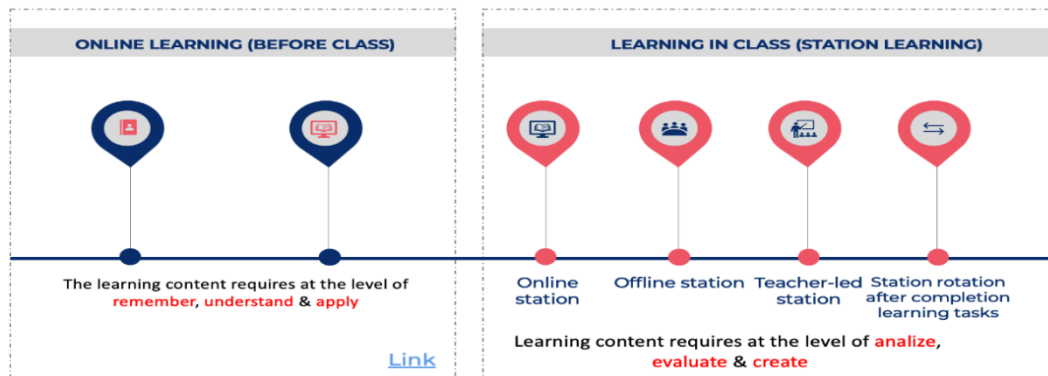 ONLINE LEARNING (BEFORE CLASS)
The learning content requires at the level of
remember, understand & apply
Link
LEARNING IN CLASS (STATION LEARNING)
Online
station
Offline station
Teacher-led
station
Station rotation
after completion
learning tasks
Learning content requires at the level of analize,
evaluate & create